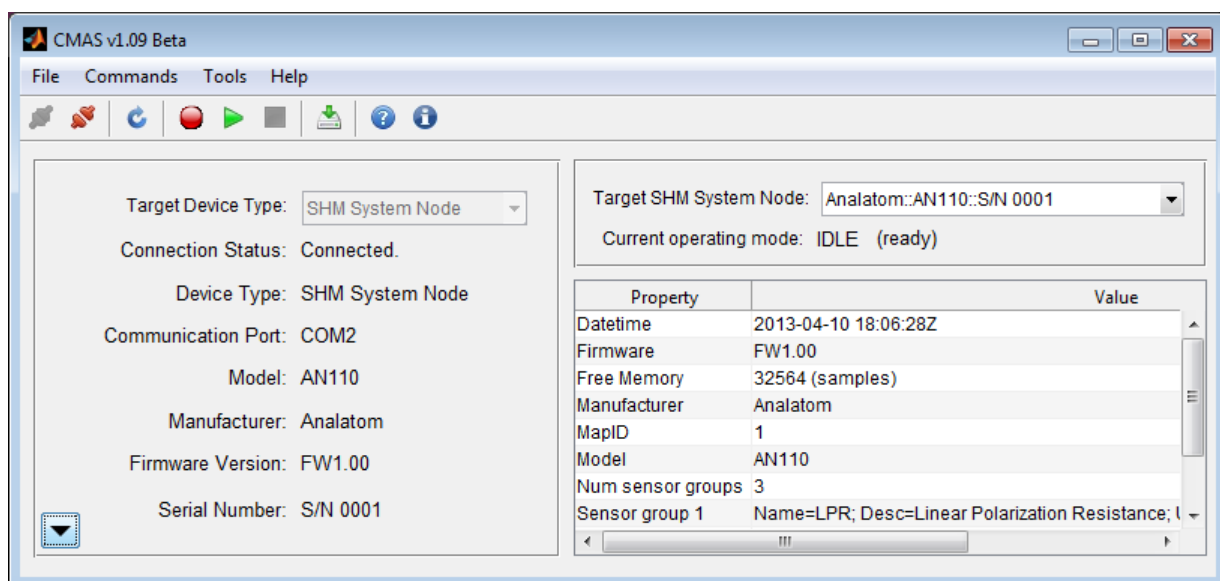 CMAS v1.09 Beta
File Commands Tools Help
Target Device Type: SHM System Node
Connection Status: Connected.
Device Type: SHM System Node
Communication Port: COM2
Model: AN110
Manufacturer: Analatom
Firmware Version: FW1.00
Serial Number: S/N 0001
Target SHM System Node: Analatom::AN110::S/N 0001
Current operating mode: IDLE (ready)
Property Value
Datetime 2013-04-10 18:06:28Z
Firmware FW1.00
Free Memory 32564 (samples)
Manufacturer Analatom
MapID 1
Model AN110
Num sensor groups 3
Sensor group 1 Name=LPR; Desc=Linear Polarization Resistance;